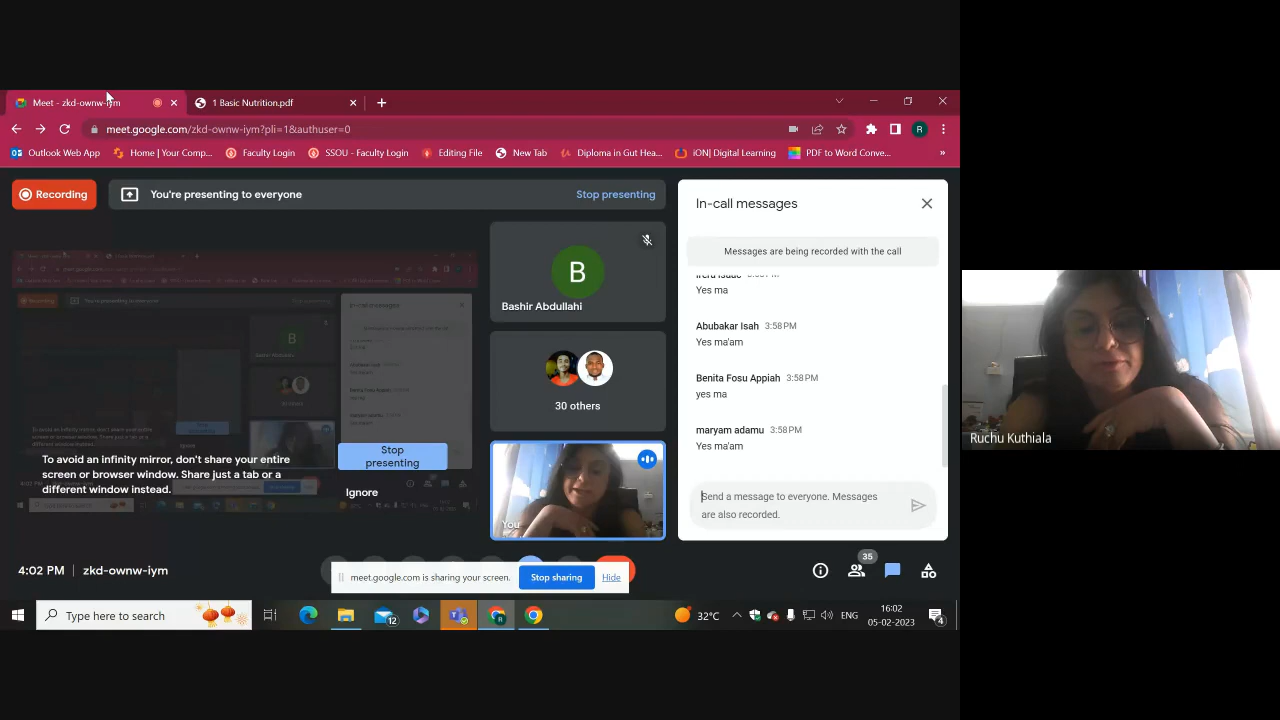 Meet - zkd-ownw-iym
1 Basic Nutrition.pdf
meet.google.com/zkd-ownw-iym?pli=1&authuser=0
Outlook Web App
Home | Your Comp...
Faculty Login
SSOU - Faculty Login
Editing File
New Tab
Diploma in Gut Hea...
iON| Digital Learning
PDF to Word Conve...
»
Recording
You're presenting to everyone
Stop presenting
In-call messages
Messages are being recorded with the call
Yes ma
Abubakar Isah 3:58 PM
Yes ma'am
Benita Fosu Appiah 3:58 PM
yes ma
maryam adamu 3:58 PM
Yes ma'am
Send a message to everyone. Messages
are also recorded.
B
Bashir Abdullahi
30 others
You
To avoid an infinity mirror, don't share your entire
screen or browser window. Share just a tab or a
different window instead.
Stop
presenting
Ignore
4:02 PM | zkd-ownw-iym
meet.google.com is sharing your screen.
Stop sharing
Hide
35
Type here to search
12
32°C
ENG
16:02
05-02-2023
4
R
Ruchu Kuthiala